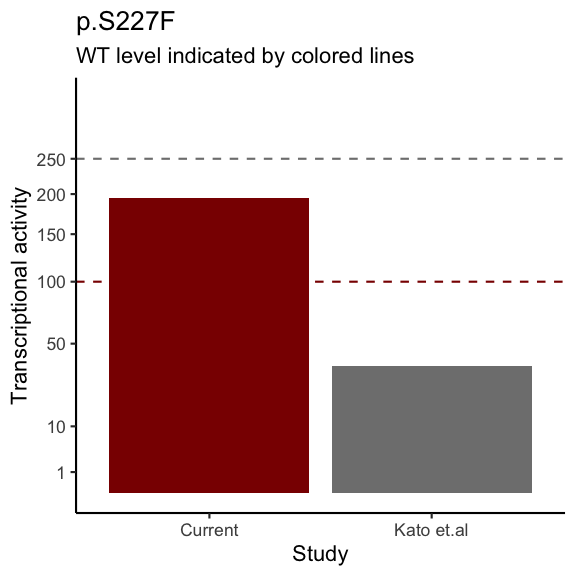 p.S227F
WT level indicated by colored lines
Transcriptional activity
250
200
150
100
50
10
1
Current
Kato et.al
Study